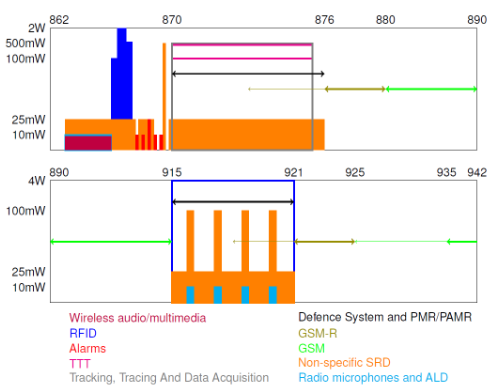 862 870 876 880 890
2W
500mW
100mW
25mW
10mW
890 915 921 925 935 942
4W
100mW
25mW
10mW
Wireless audio/multimedia
RFID
Alarms
TTT
Tracking, Tracing And Data Acquisition
Defence System and PMR/PAMR
GSM-R
GSM
Non-specific SRD
Radio microphones and ALD